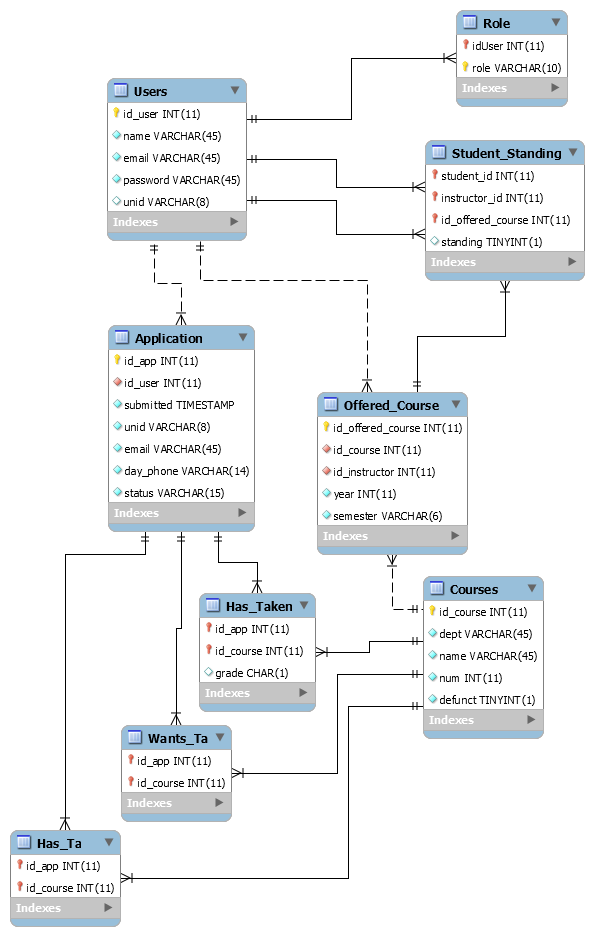 Role
idUser INT(11)
role VARCHAR(10)
Indexes
Users
id_user INT(11)
name VARCHAR(45)
email VARCHAR(45)
password VARCHAR(45)
unid VARCHAR(8)
Indexes
Student_Standing
student_id INT(11)
instructor_id INT(11)
id_offered_course INT(11)
standing TINYINT(1)
Indexes
Application
id_app INT(11)
id_user INT(11)
submitted TIMESTAMP
unid VARCHAR(8)
email VARCHAR(45)
day_phone VARCHAR(14)
status VARCHAR(15)
Indexes
Offered_Course
id_offered_course INT(11)
id_course INT(11)
id_instructor INT(11)
year INT(11)
semester VARCHAR(6)
Indexes
Courses
id_course INT(11)
dept VARCHAR(45)
name VARCHAR(45)
num INT(11)
defunct TINYINT(1)
Indexes
Has_Taken
id_app INT(11)
id_course INT(11)
grade CHAR(1)
Indexes
Wants_Ta
id_app INT(11)
id_course INT(11)
Indexes
Has_Ta
id_app INT(11)
id_course INT(11)
Indexes